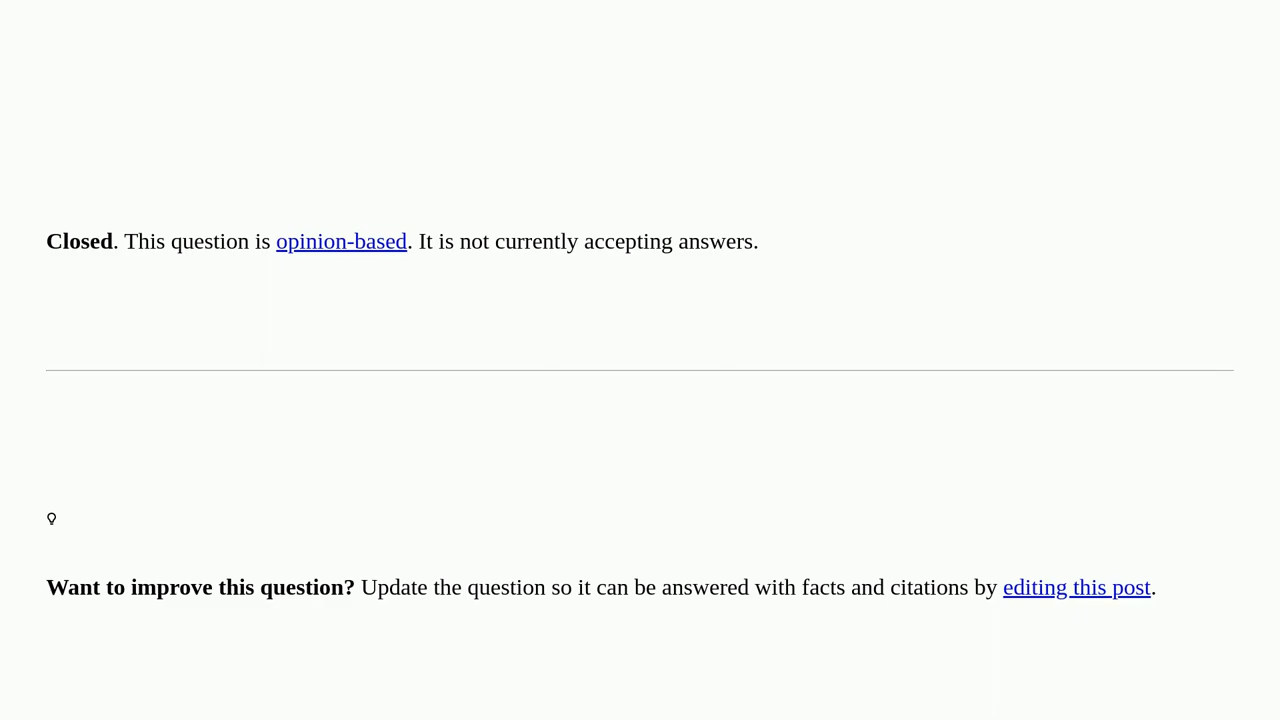 Closed. This question is opinion-based. It is not currently accepting answers.
Want to improve this question? Update the question so it can be answered with facts and citations by editing this post.